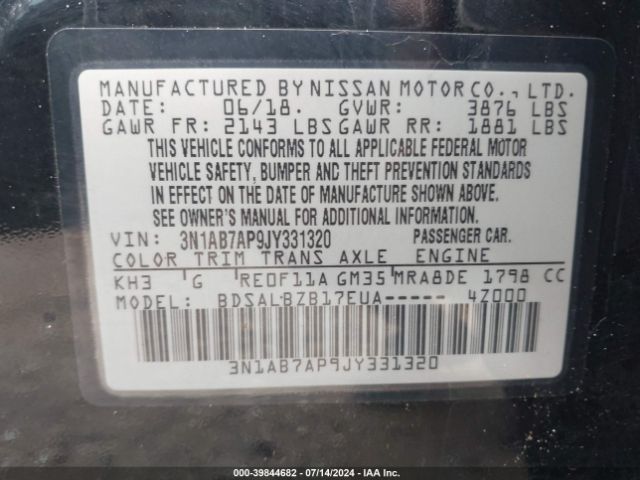 MANUFACTURED BY NISSAN MOTOR CO., LTD.
DATE: 06/18. GVWR: 3876 LBS
GAWR FR: 2143 LBS GAWR RR: 1881 LBS
THIS VEHICLE CONFORMS TO ALL APPLICABLE FEDERAL MOTOR
VEHICLE SAFETY, BUMPER AND THEFT PREVENTION STANDARDS
IN EFFECT ON THE DATE OF MANUFACTURE SHOWN ABOVE.
SEE OWNER'S MANUAL FOR ADDITIONAL INFORMATION.
VIN: 3N1AB7AP9JY331320 PASSENGER CAR.
COLOR TRIM TRANS AXLE ENGINE
KH3 G RE0F11A GM35 MRA8DE 1798 CC
MODEL: BDSALBZB17EUA----- 4Z000
3N1AB7AP9JY331320
000-39844682 | 07/14/2024 | IAA, Inc.